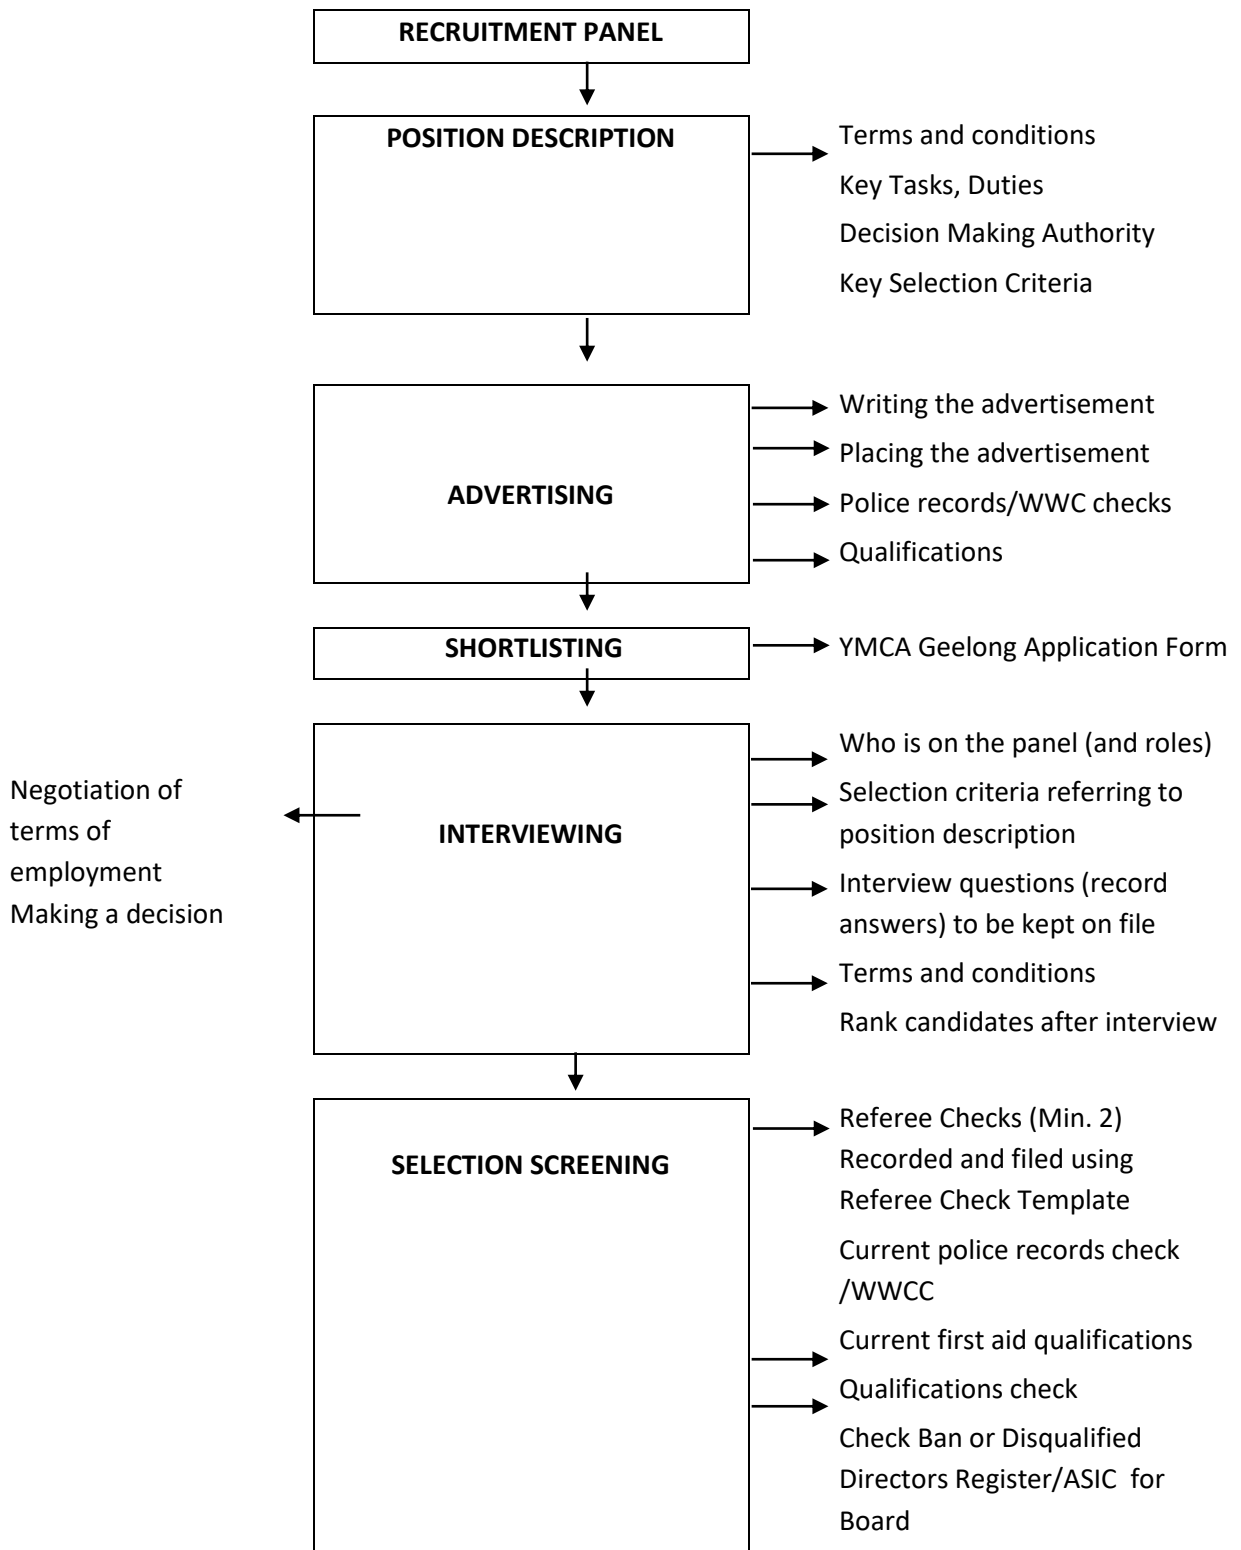 RECRUITMENT PANEL
POSITION DESCRIPTION
Terms and conditions
Key Tasks, Duties
Decision Making Authority
Key Selection Criteria
ADVERTISING
Writing the advertisement
Placing the advertisement
Police records/WWC checks
Qualifications
SHORTLISTING
YMCA Geelong Application Form
Negotiation of
terms of
employment
Making a decision
INTERVIEWING
Who is on the panel (and roles)
Selection criteria referring to
position description
Interview questions (record
answers) to be kept on file
Terms and conditions
Rank candidates after interview
SELECTION SCREENING
Referee Checks (Min. 2)
Recorded and filed using
Referee Check Template
Current police records check
/WWCC
Current first aid qualifications
Qualifications check
Check Ban or Disqualified
Directors Register/ASIC  for
Board